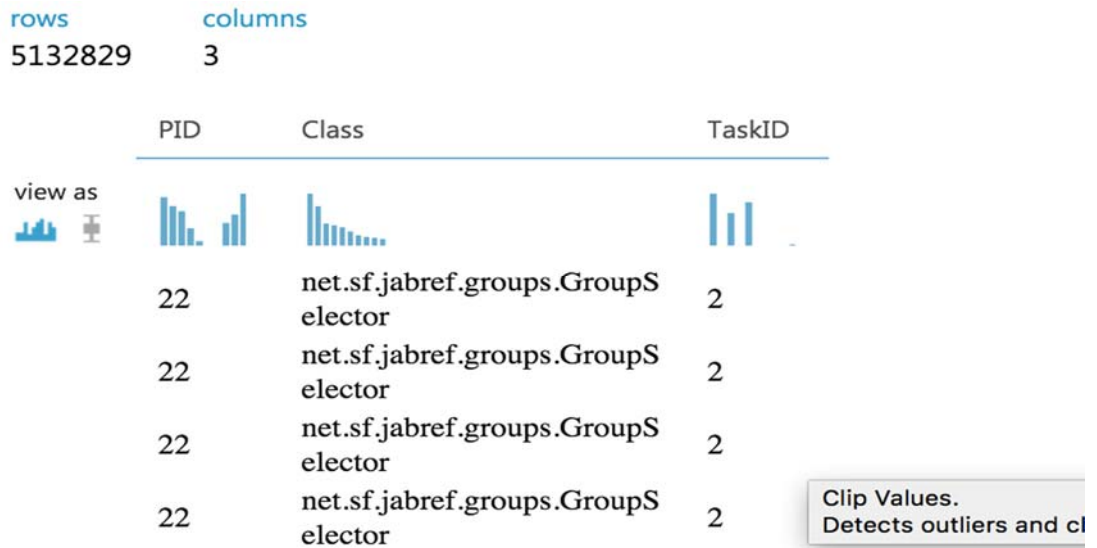 rows columns
5132829 3
PID Class TaskID
view as
22 net.sf.jabref.groups.GroupS 2
elector
22 net.sf.jabref.groups.GroupS 2
elector
22 net.sf.jabref.groups.GroupS 2
elector
22 net.sf.jabref.groups.GroupS 2
elector
Clip Values.
Detects outliers and